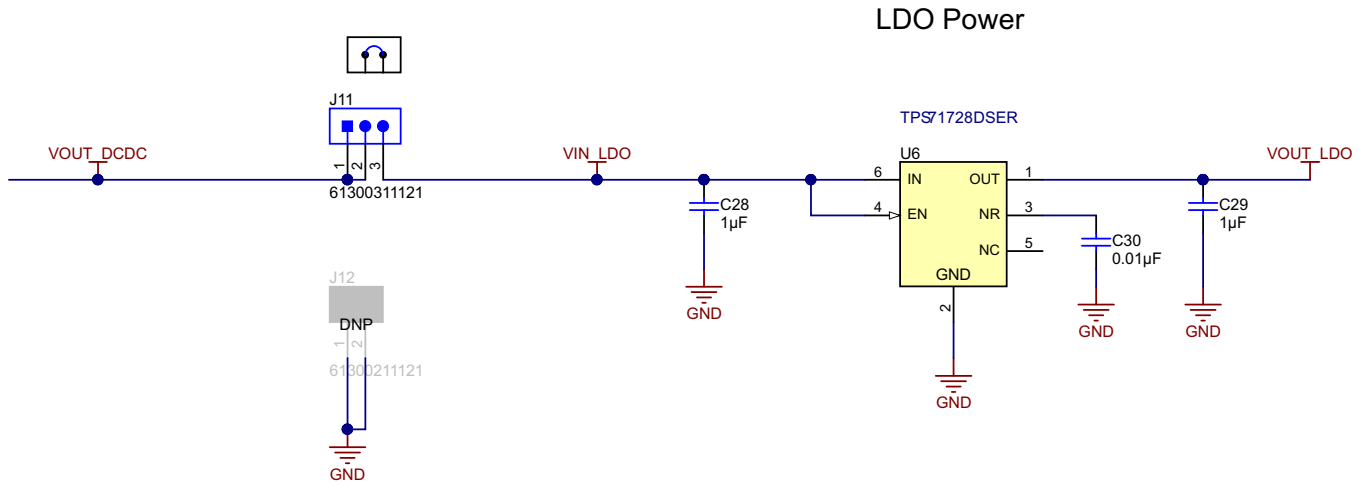 LDO Power
J11
TPS71728DSER
VOUT_DCDC
1
2
3
VIN_LDO
U6
VOUT_LDO
61300311121
6
IN
OUT
1
C28
1µF
4
EN
NR
3
C29
1µF
NC
5
C30
0.01µF
GND
2
J12
DNP
GND
GND
GND
1
2
61300211121
GND
GND